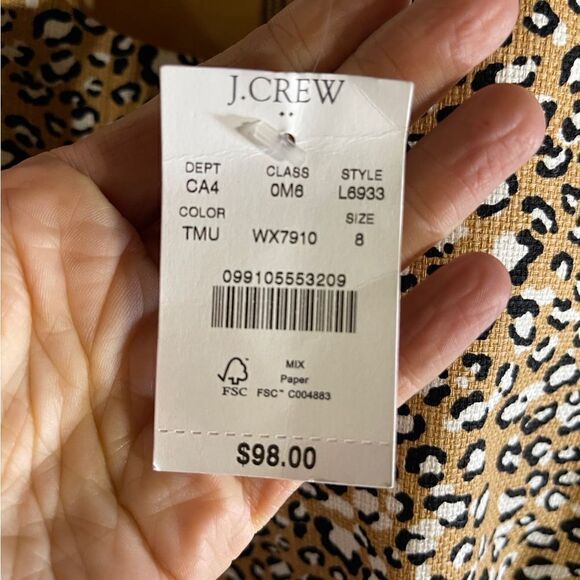 J.CREW
DEPT CLASS STYLE
CA4 0M6 L6933
COLOR SIZE
TMU WX7910 8
099105553209
FSC
MIX
Paper
FSC™ C004883
$98.00